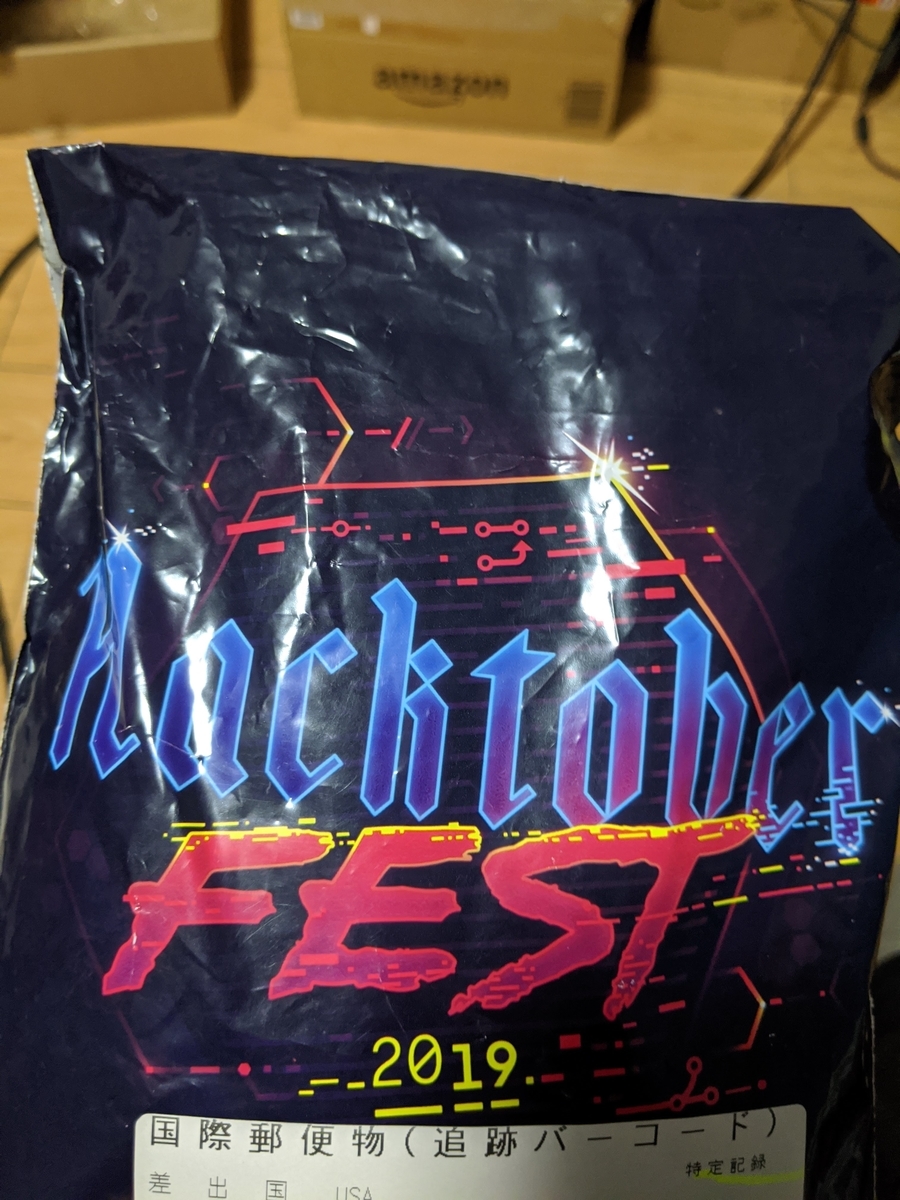 amazon
Hacktober
FEST
2019
国際郵便物(追跡バーコード)
特定記録
差出国 USA